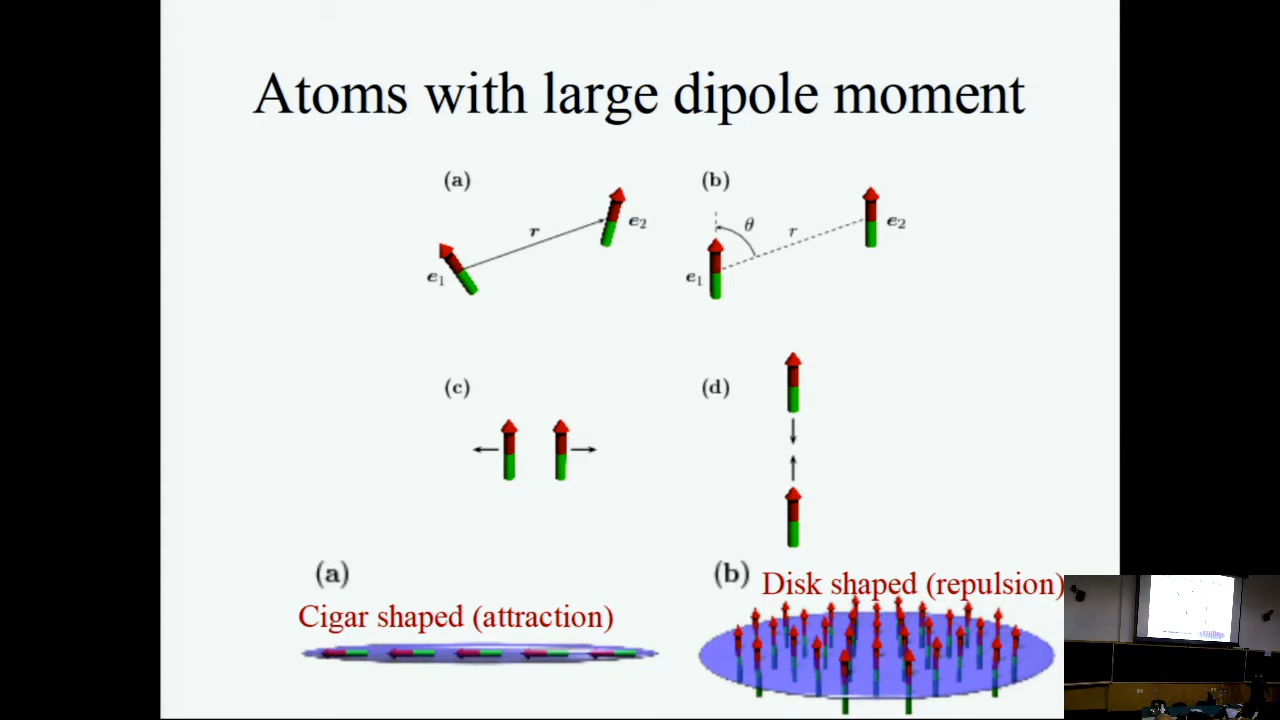 Atoms with large dipole moment
(a)
r
e2
e1
(b)
θ
r
e2
e1
(c)
(d)
(a)
Cigar shaped (attraction)
(b)
Disk shaped (repulsion)